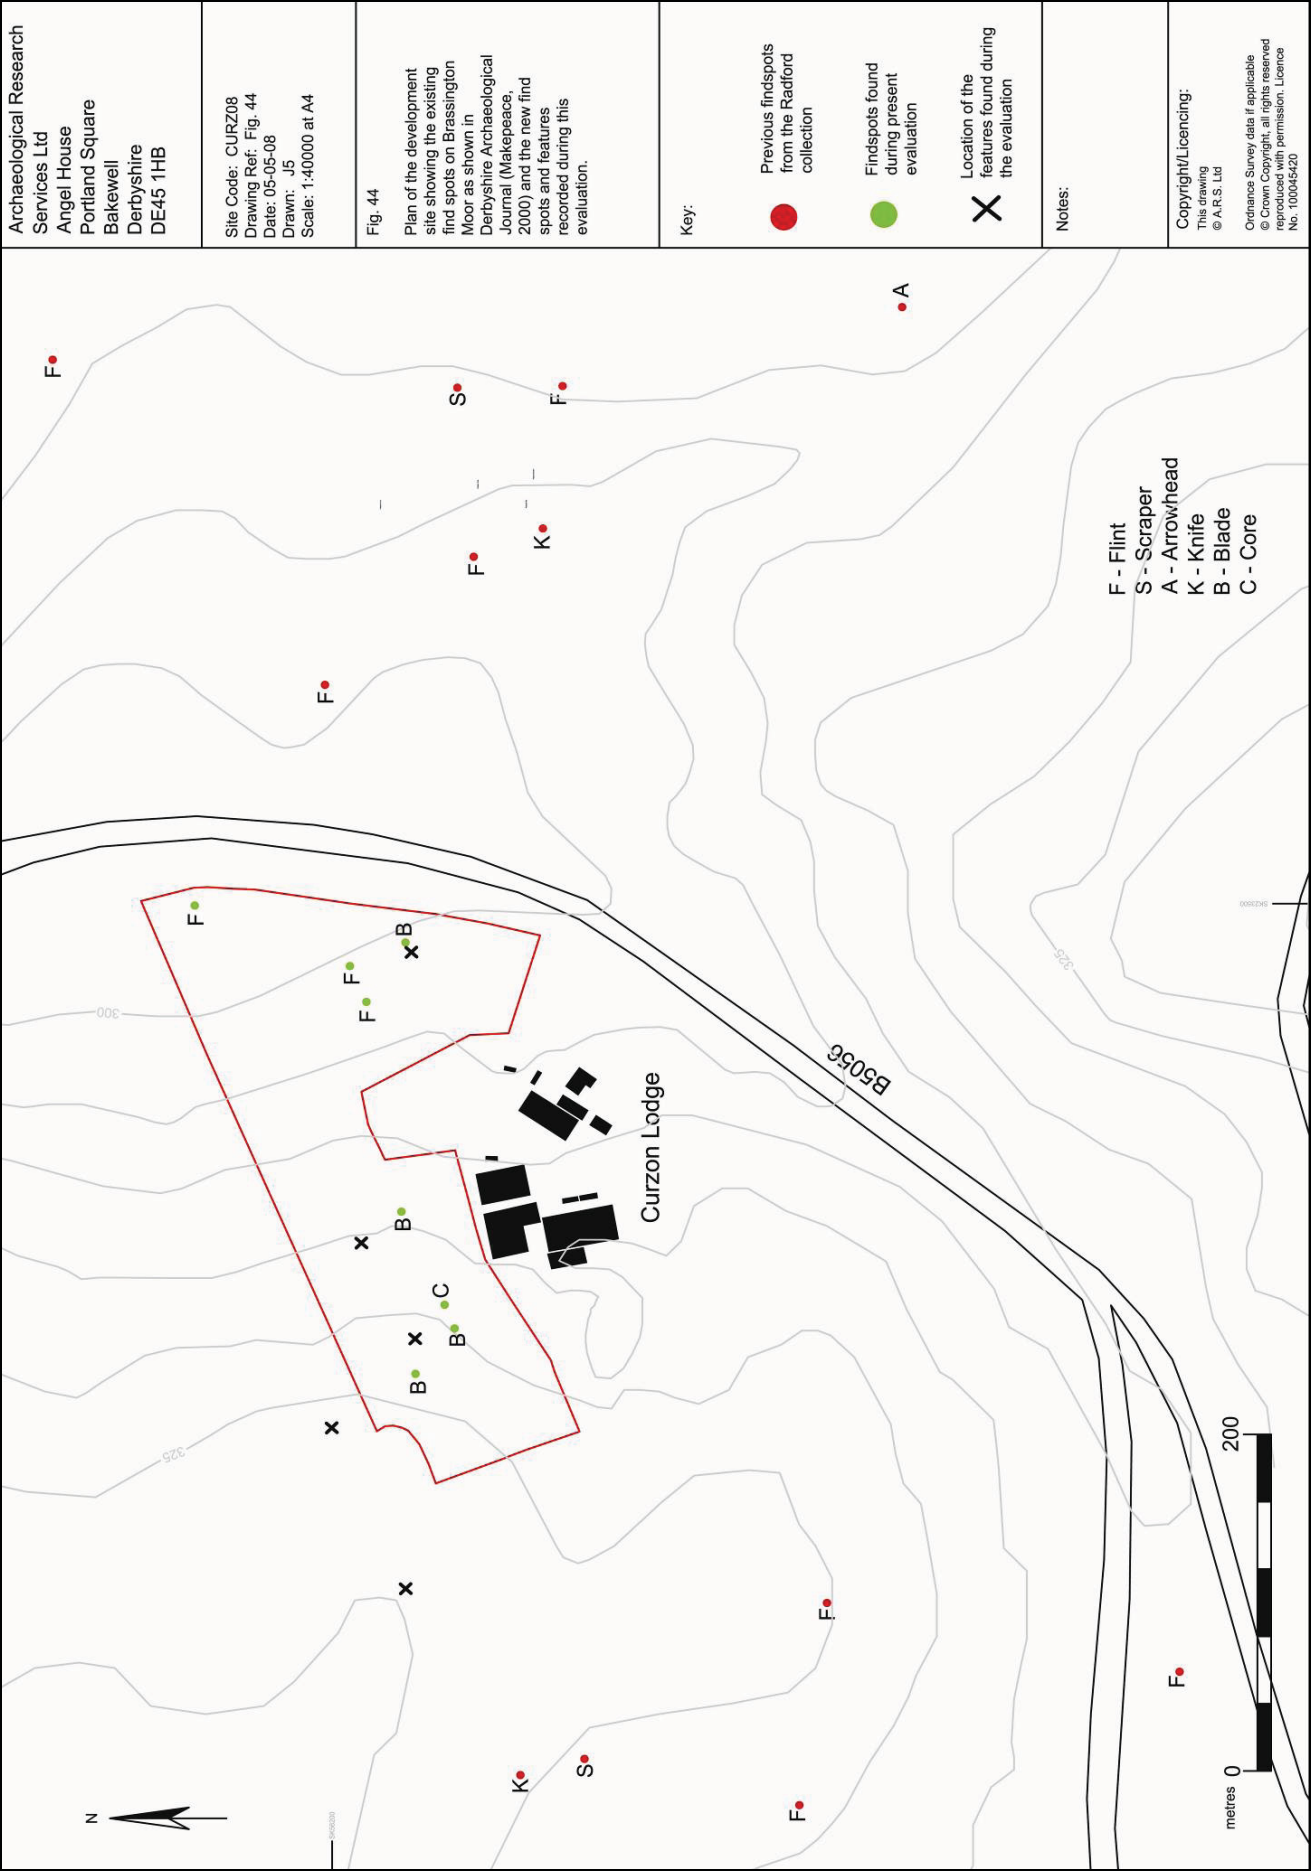 Archaeological Research
Services Ltd
Angel House
Portland Square
Bakewell
Derbyshire
DE45 1HB
Site Code: CURZ08
Drawing Ref: Fig. 44
Date: 05-05-08
Drawn: J5
Scale: 1:40000 at A4
Fig. 44
Plan of the development
site showing the existing
find spots on Brassington
Moor as shown in
Derbyshire Archaeological
Journal (Makepeace,
2000) and the new find
spots and features
recorded during this
evaluation.
Key:
Previous findspots
from the Radford
collection
Findspots found
during present
evaluation
Location of the
features found during
the evaluation
Notes:
Copyright/Licencing:
This drawing
© A.R.S. Ltd
Ordnance Survey data if applicable
© Crown Copyright, all rights reserved
reproduced with permission. Licence
No. 100045420
F
S
F
A
F
K
F
F
B
F
F
300
B
C
B
B
325
Curzon Lodge
B5056
325
F - Flint
S - Scraper
A - Arrowhead
K - Knife
B - Blade
C - Core
F
F
K
S
F
N
metres
0
200